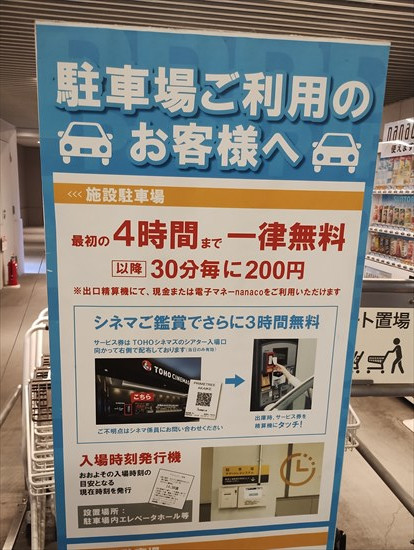 駐車場ご利用の
お客様へ
<<< 施設駐車場
最初の4時間まで一律無料
以降 30分毎に200円
※出口精算機にて、現金または電子マネーnanacoをご利用いただけます
シネマご鑑賞でさらに3時間無料
サービス券はTOHOシネマズのシアター入場口
向かって右側で配布しております(当日のみ有効)
TOHO CINEMAS
こちら
ご不明点はシネマ係員にお問い合わせください
出庫時、サービス券を
精算機にタッチ!
入場時刻発行機
おおよその入場時刻の
目安となる
現在時刻を発行
設置場所:
駐車場内エレベータホール等
nanaco
ート置場